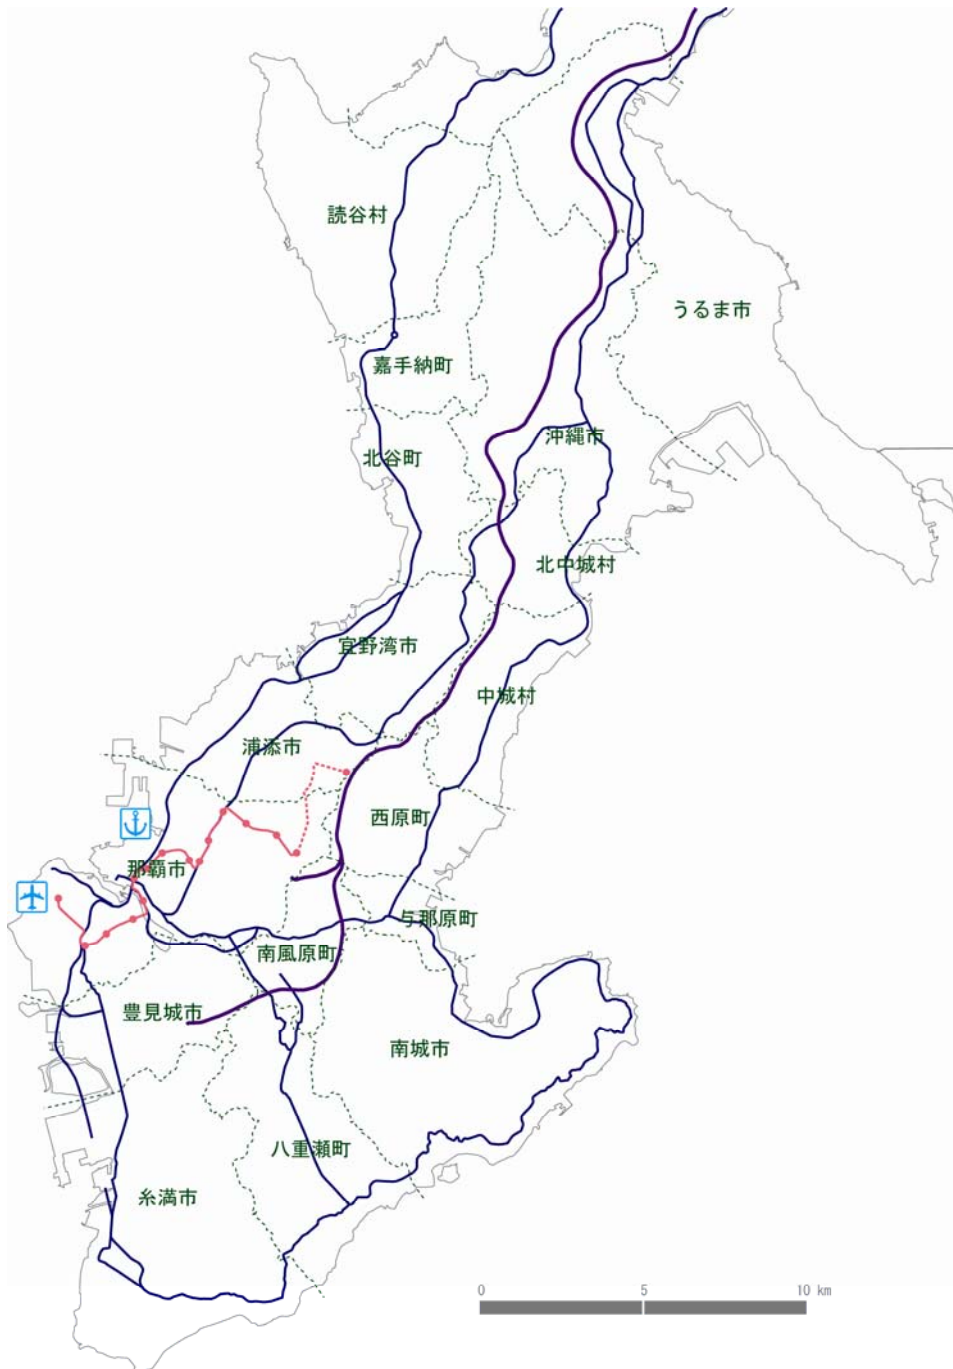 読谷村
うるま市
嘉手納町
沖縄市
北谷町
北中城村
宜野湾市
中城村
浦添市
西原町
那覇市
与那原町
南風原町
豊見城市
南城市
八重瀬町
糸満市
0 5 10 km